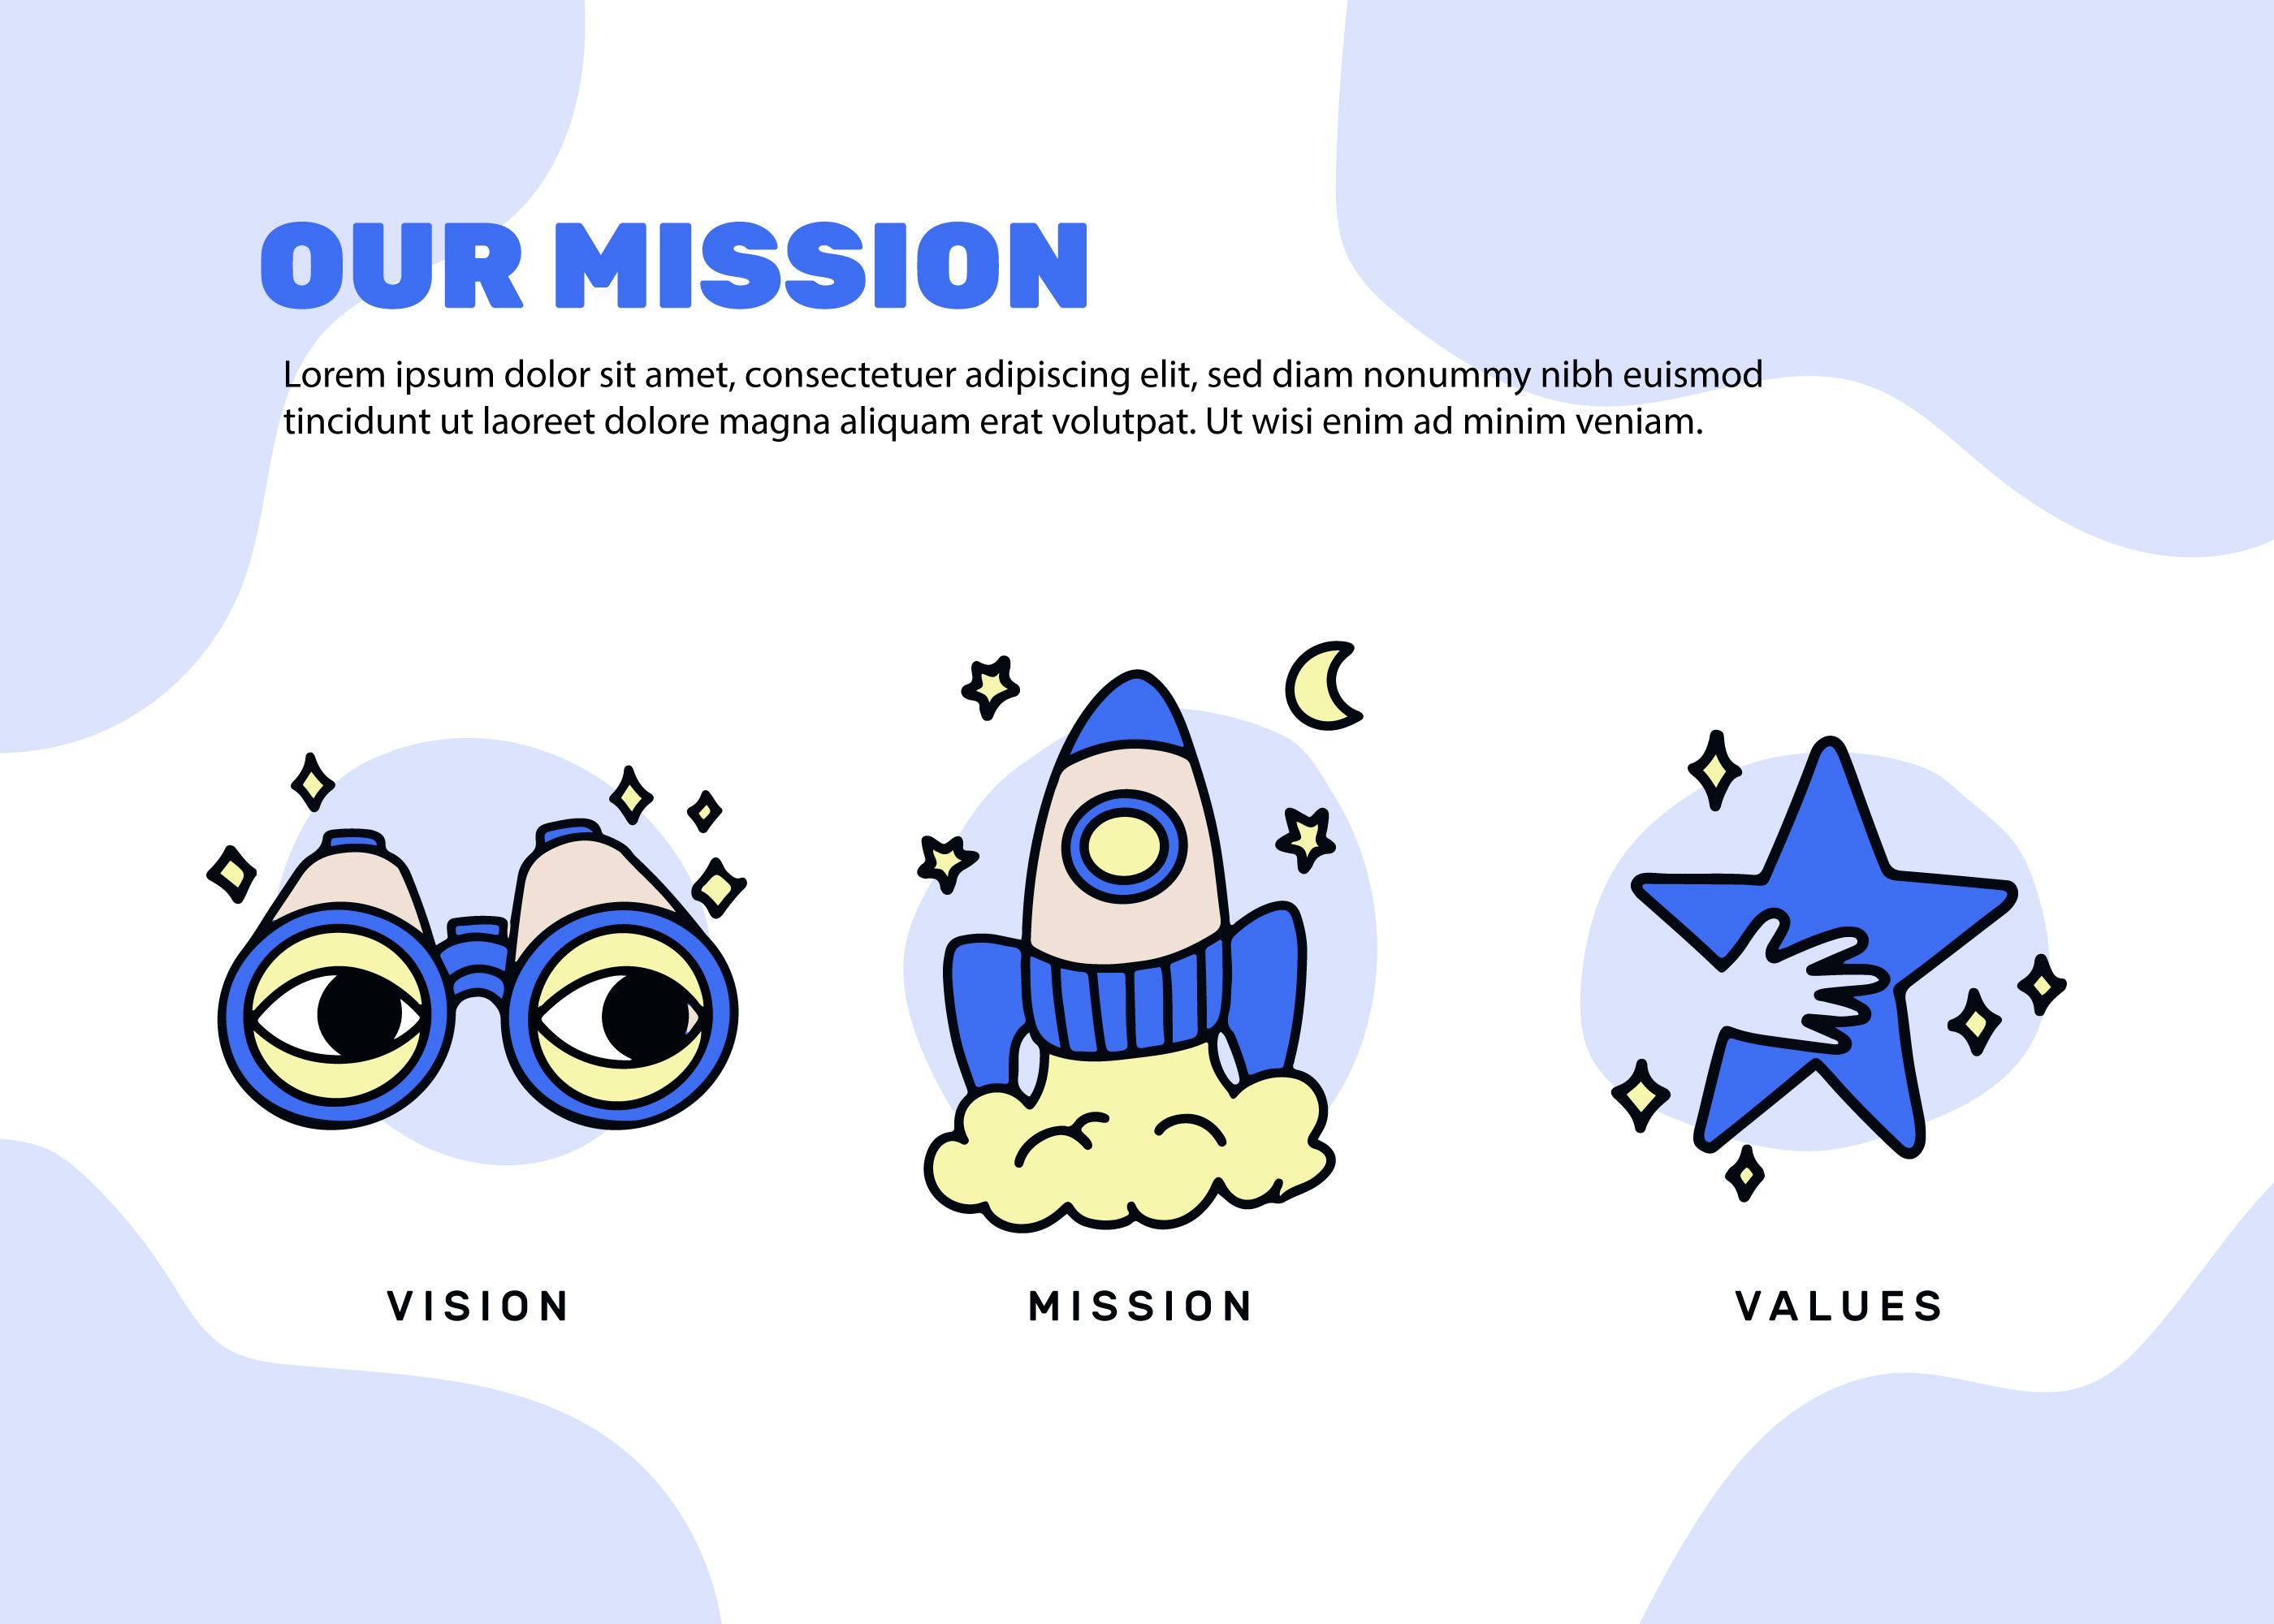 OUR MISSION
Lorem ipsum dolor sit amet, consectetuer adipiscing elit, sed diam nonummy nibh euismod
tincidunt ut laoreet dolore magna aliquam erat volutpat. Ut wisi enim ad minim veniam.
VISION
MISSION
VALUES